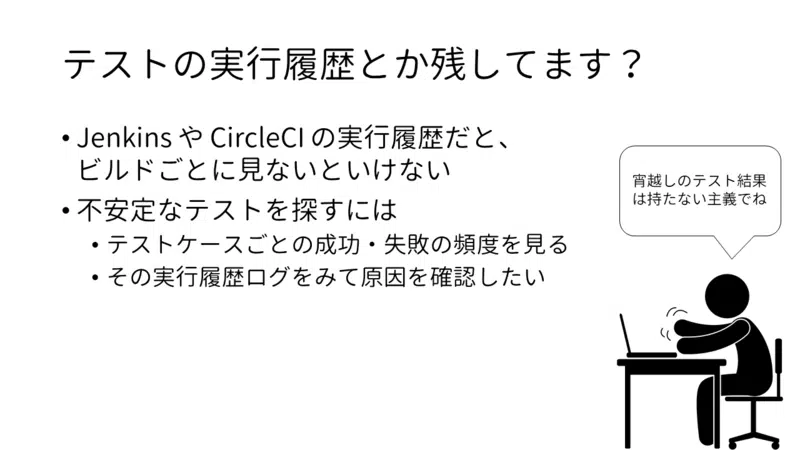 テストの実行履歴とか残してます？
• Jenkins や CircleCI の実行履歴だと、
ビルドごとに見ないといけない
• 不安定なテストを探すには
• テストケースごとの成功・失敗の頻度を見る
• その実行履歴ログをみて原因を確認したい
宵越しのテスト結果
は持たない主義でね